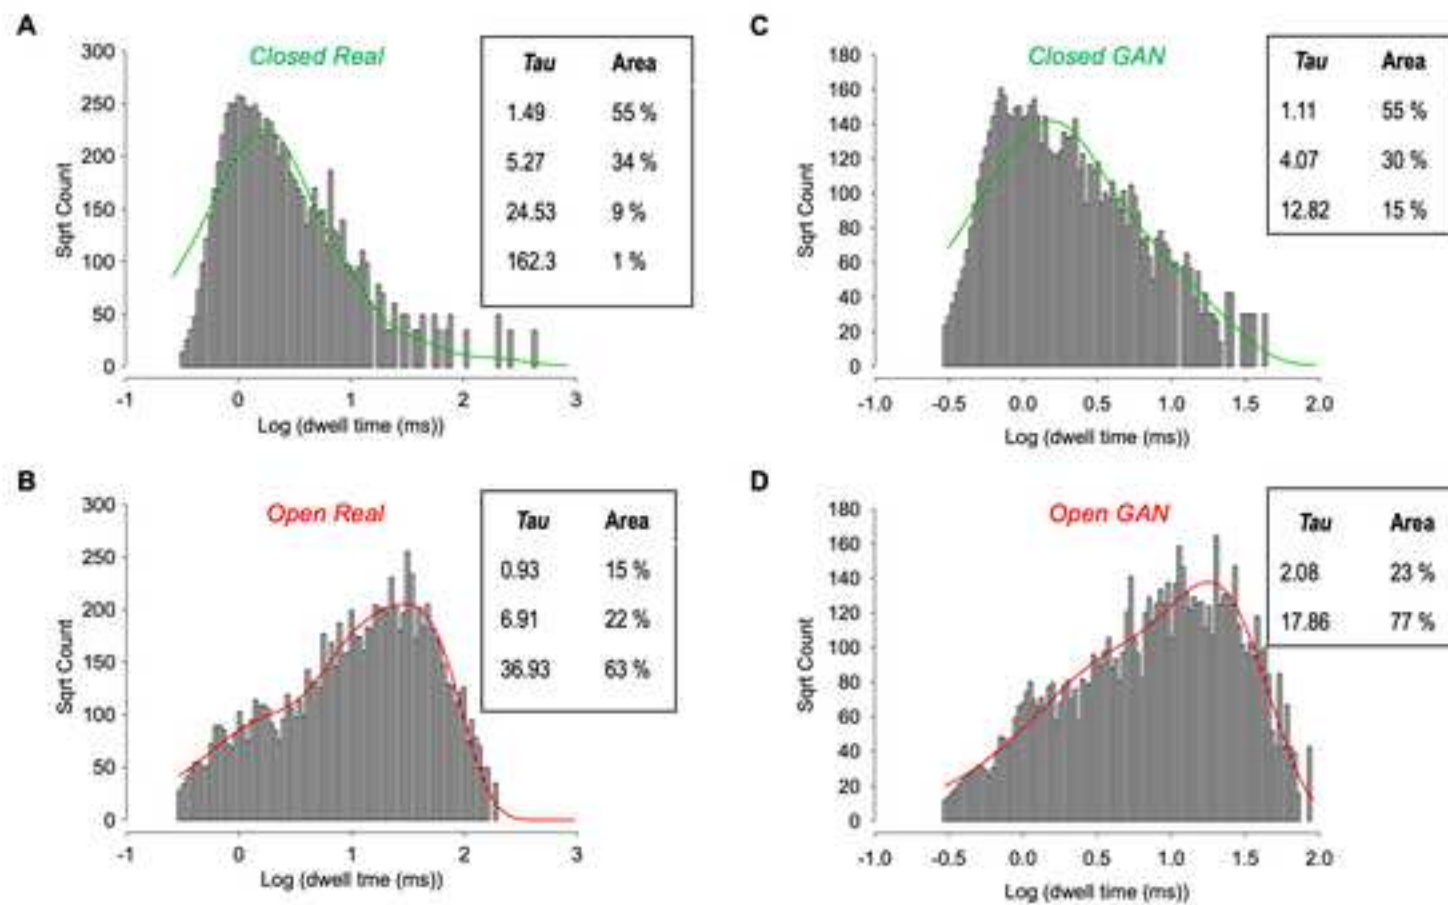 A
Closed Real
Tau Area
1.49 55 %
5.27 34 %
24.53 9 %
162.3 1 %
Sqrt Count
300
250
200
150
100
50
0
-1 0 1 2 3
Log (dwell time (ms))
C
Closed GAN
Tau Area
1.11 55 %
4.07 30 %
12.82 15 %
Sqrt Count
180
160
140
120
100
80
60
40
20
0
-1.0 -0.5 0.0 0.5 1.0 1.5 2.0
Log (dwell time (ms))
B
Open Real
Tau Area
0.93 15 %
6.91 22 %
36.93 63 %
Sqrt Count
300
250
200
150
100
50
0
-1 0 1 2 3
Log (dwell tme (ms))
D
Open GAN
Tau Area
2.08 23 %
17.86 77 %
Sqrt Count
180
160
140
120
100
80
60
40
20
0
-1.0 -0.5 0.0 0.5 1.0 1.5 2.0
Log (dwell time (ms))